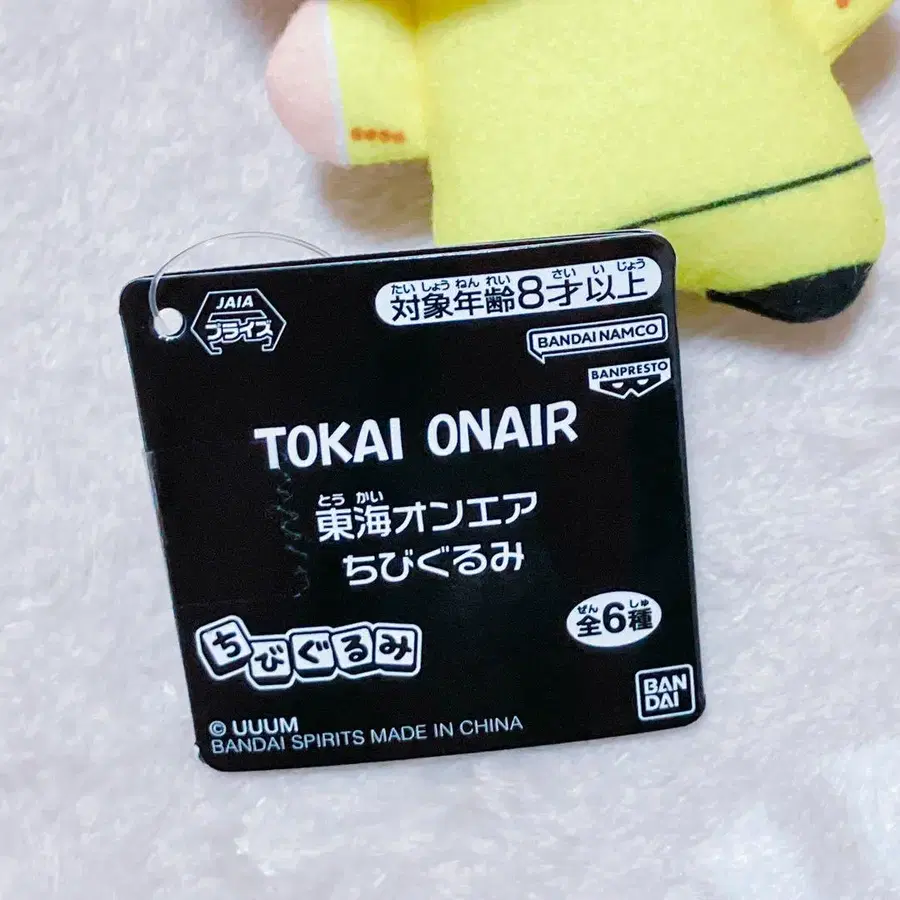 JAIA
プライズ
たいしょうねんれい さい い じょう
対象年齢8才以上
BANDAI NAMCO
BANPRESTO
TOKAI ONAIR
とう かい
東海オンエア
ちびぐるみ
ぜん しゅ
全6種
ちびぐるみ
BAN
DAI
© UUUM
BANDAI SPIRITS MADE IN CHINA